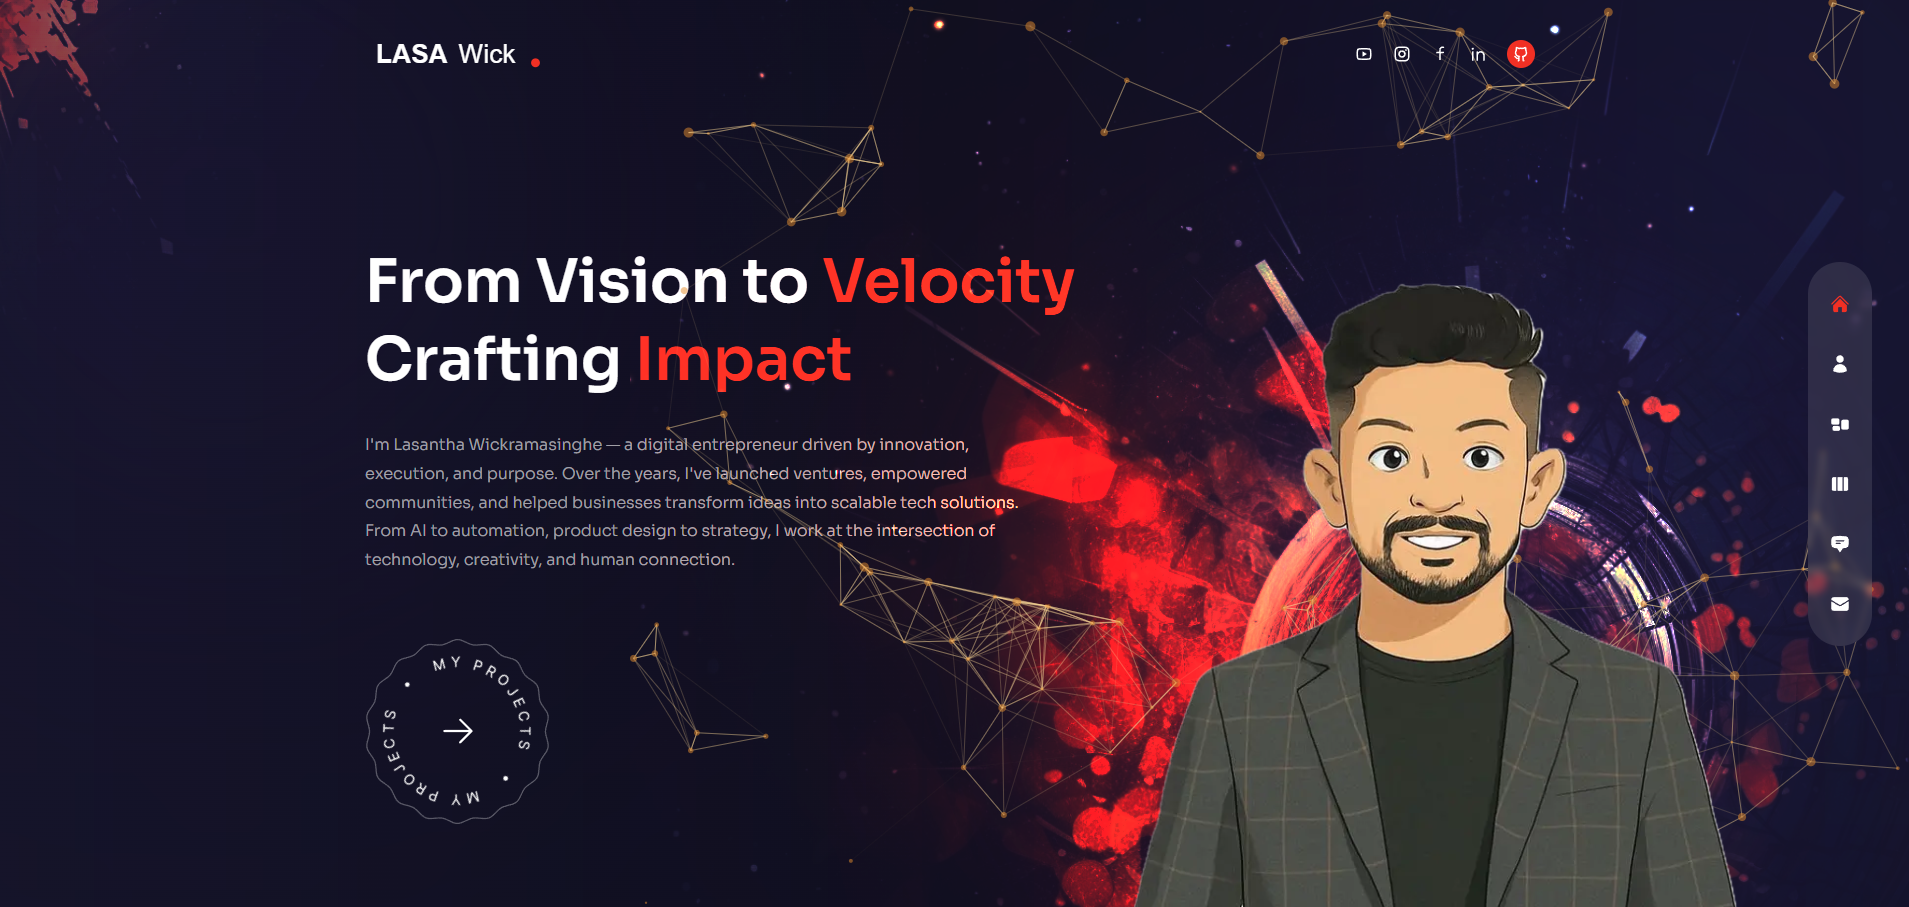 LASA Wick
in
From Vision to Velocity
Crafting Impact
I'm Lasantha Wickramasinghe — a digital entrepreneur driven by innovation,
execution, and purpose. Over the years, I've launched ventures, empowered
communities, and helped businesses transform ideas into scalable tech solutions.
From AI to automation, product design to strategy, I work at the intersection of
technology, creativity, and human connection.
MY PROJECTS
MY PROJECTS